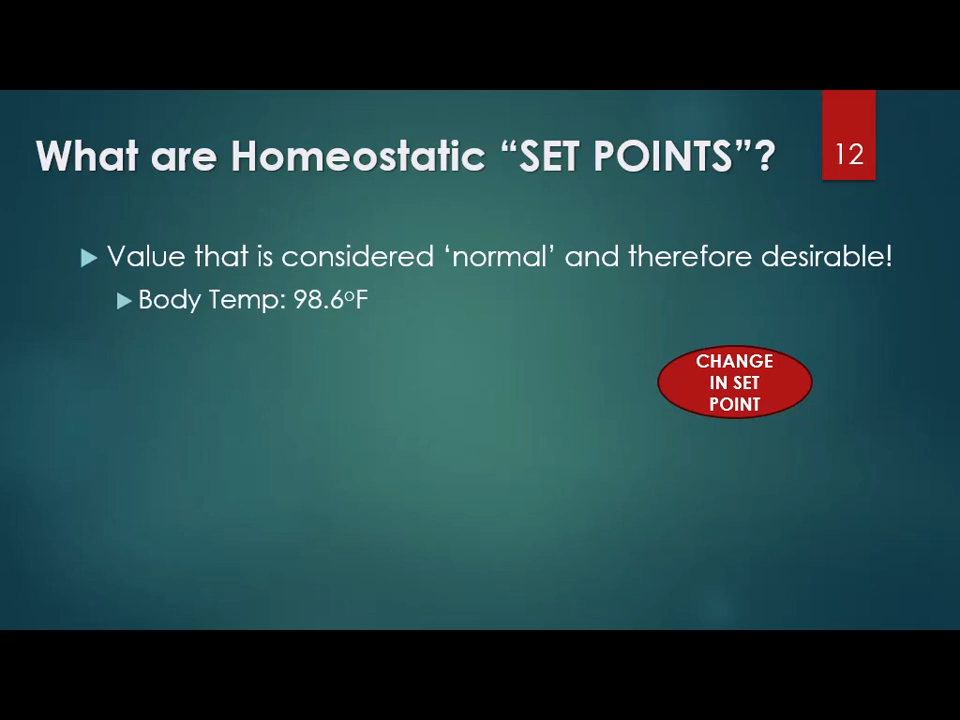 What are Homeostatic “SET POINTS”?
12
Value that is considered ‘normal’ and therefore desirable!
Body Temp: 98.6ºF
CHANGE
IN SET
POINT